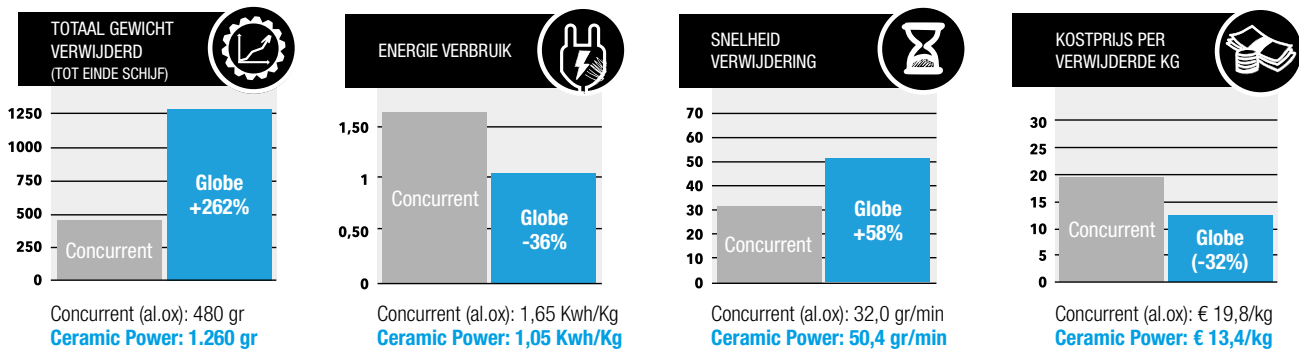 TOTAAL GEWICHT
VERWIJDERD
(TOT EINDE SCHIJF)
1250
1000
750
500
250
0
Concurrent
Globe
+262%
Concurrent (al.ox): 480 gr
Ceramic Power: 1.260 gr
ENERGIE VERBRUIK
1,50
1
0,50
0
Concurrent
Globe
-36%
Concurrent (al.ox): 1,65 Kwh/Kg
Ceramic Power: 1,05 Kwh/Kg
SNELHEID
VERWIJDERING
70
60
50
40
30
20
10
0
Concurrent
Globe
+58%
Concurrent (al.ox): 32,0 gr/min
Ceramic Power: 50,4 gr/min
KOSTPRIJS PER
VERWIJDERDE KG
30
25
20
15
10
5
0
Concurrent
Globe
(-32%)
Concurrent (al.ox): € 19,8/kg
Ceramic Power: € 13,4/kg